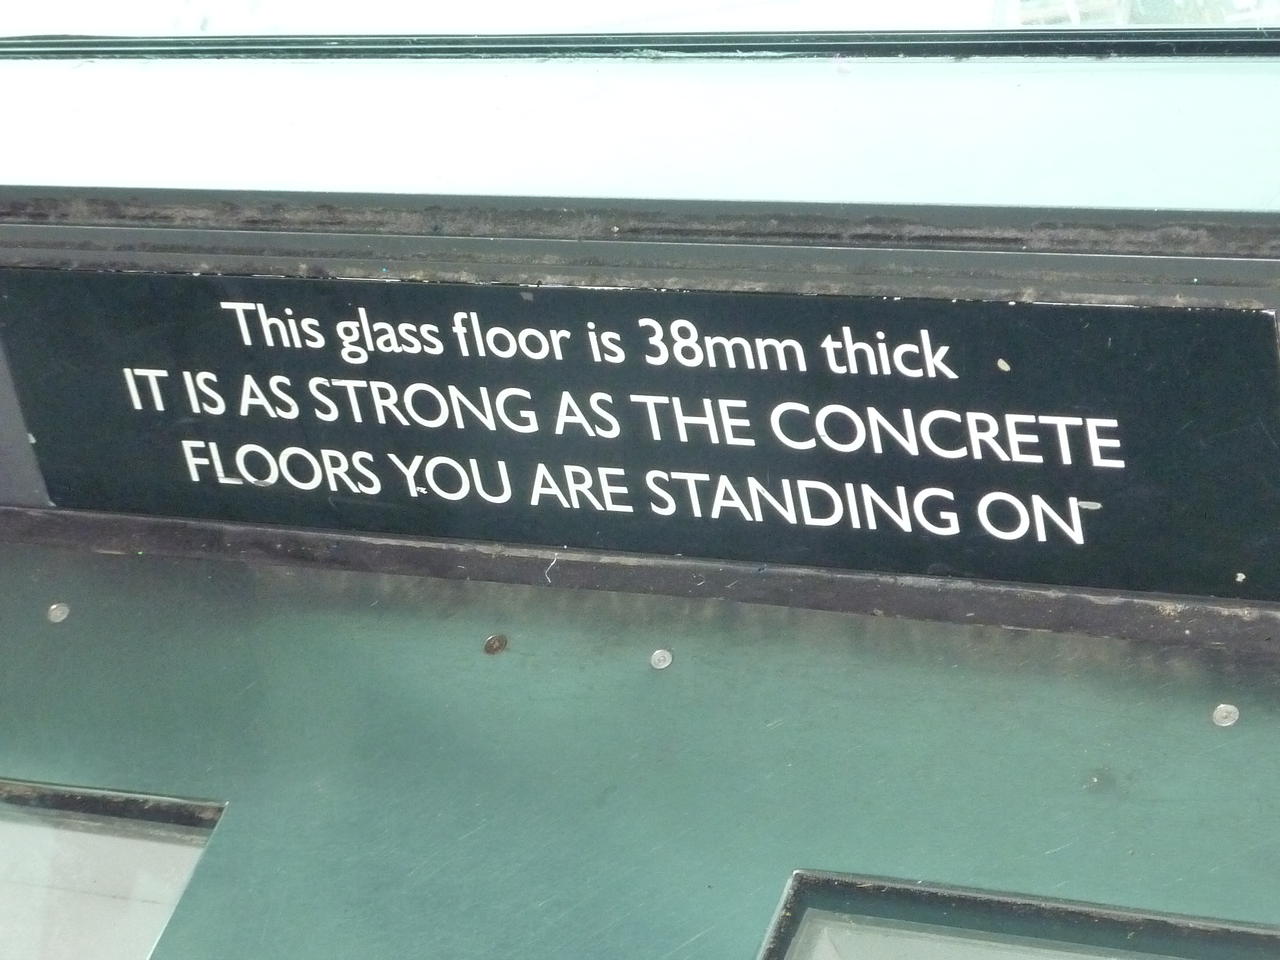 This glass floor is 38mm thick
IT IS AS STRONG AS THE CONCRETE
FLOORS YOU ARE STANDING ON